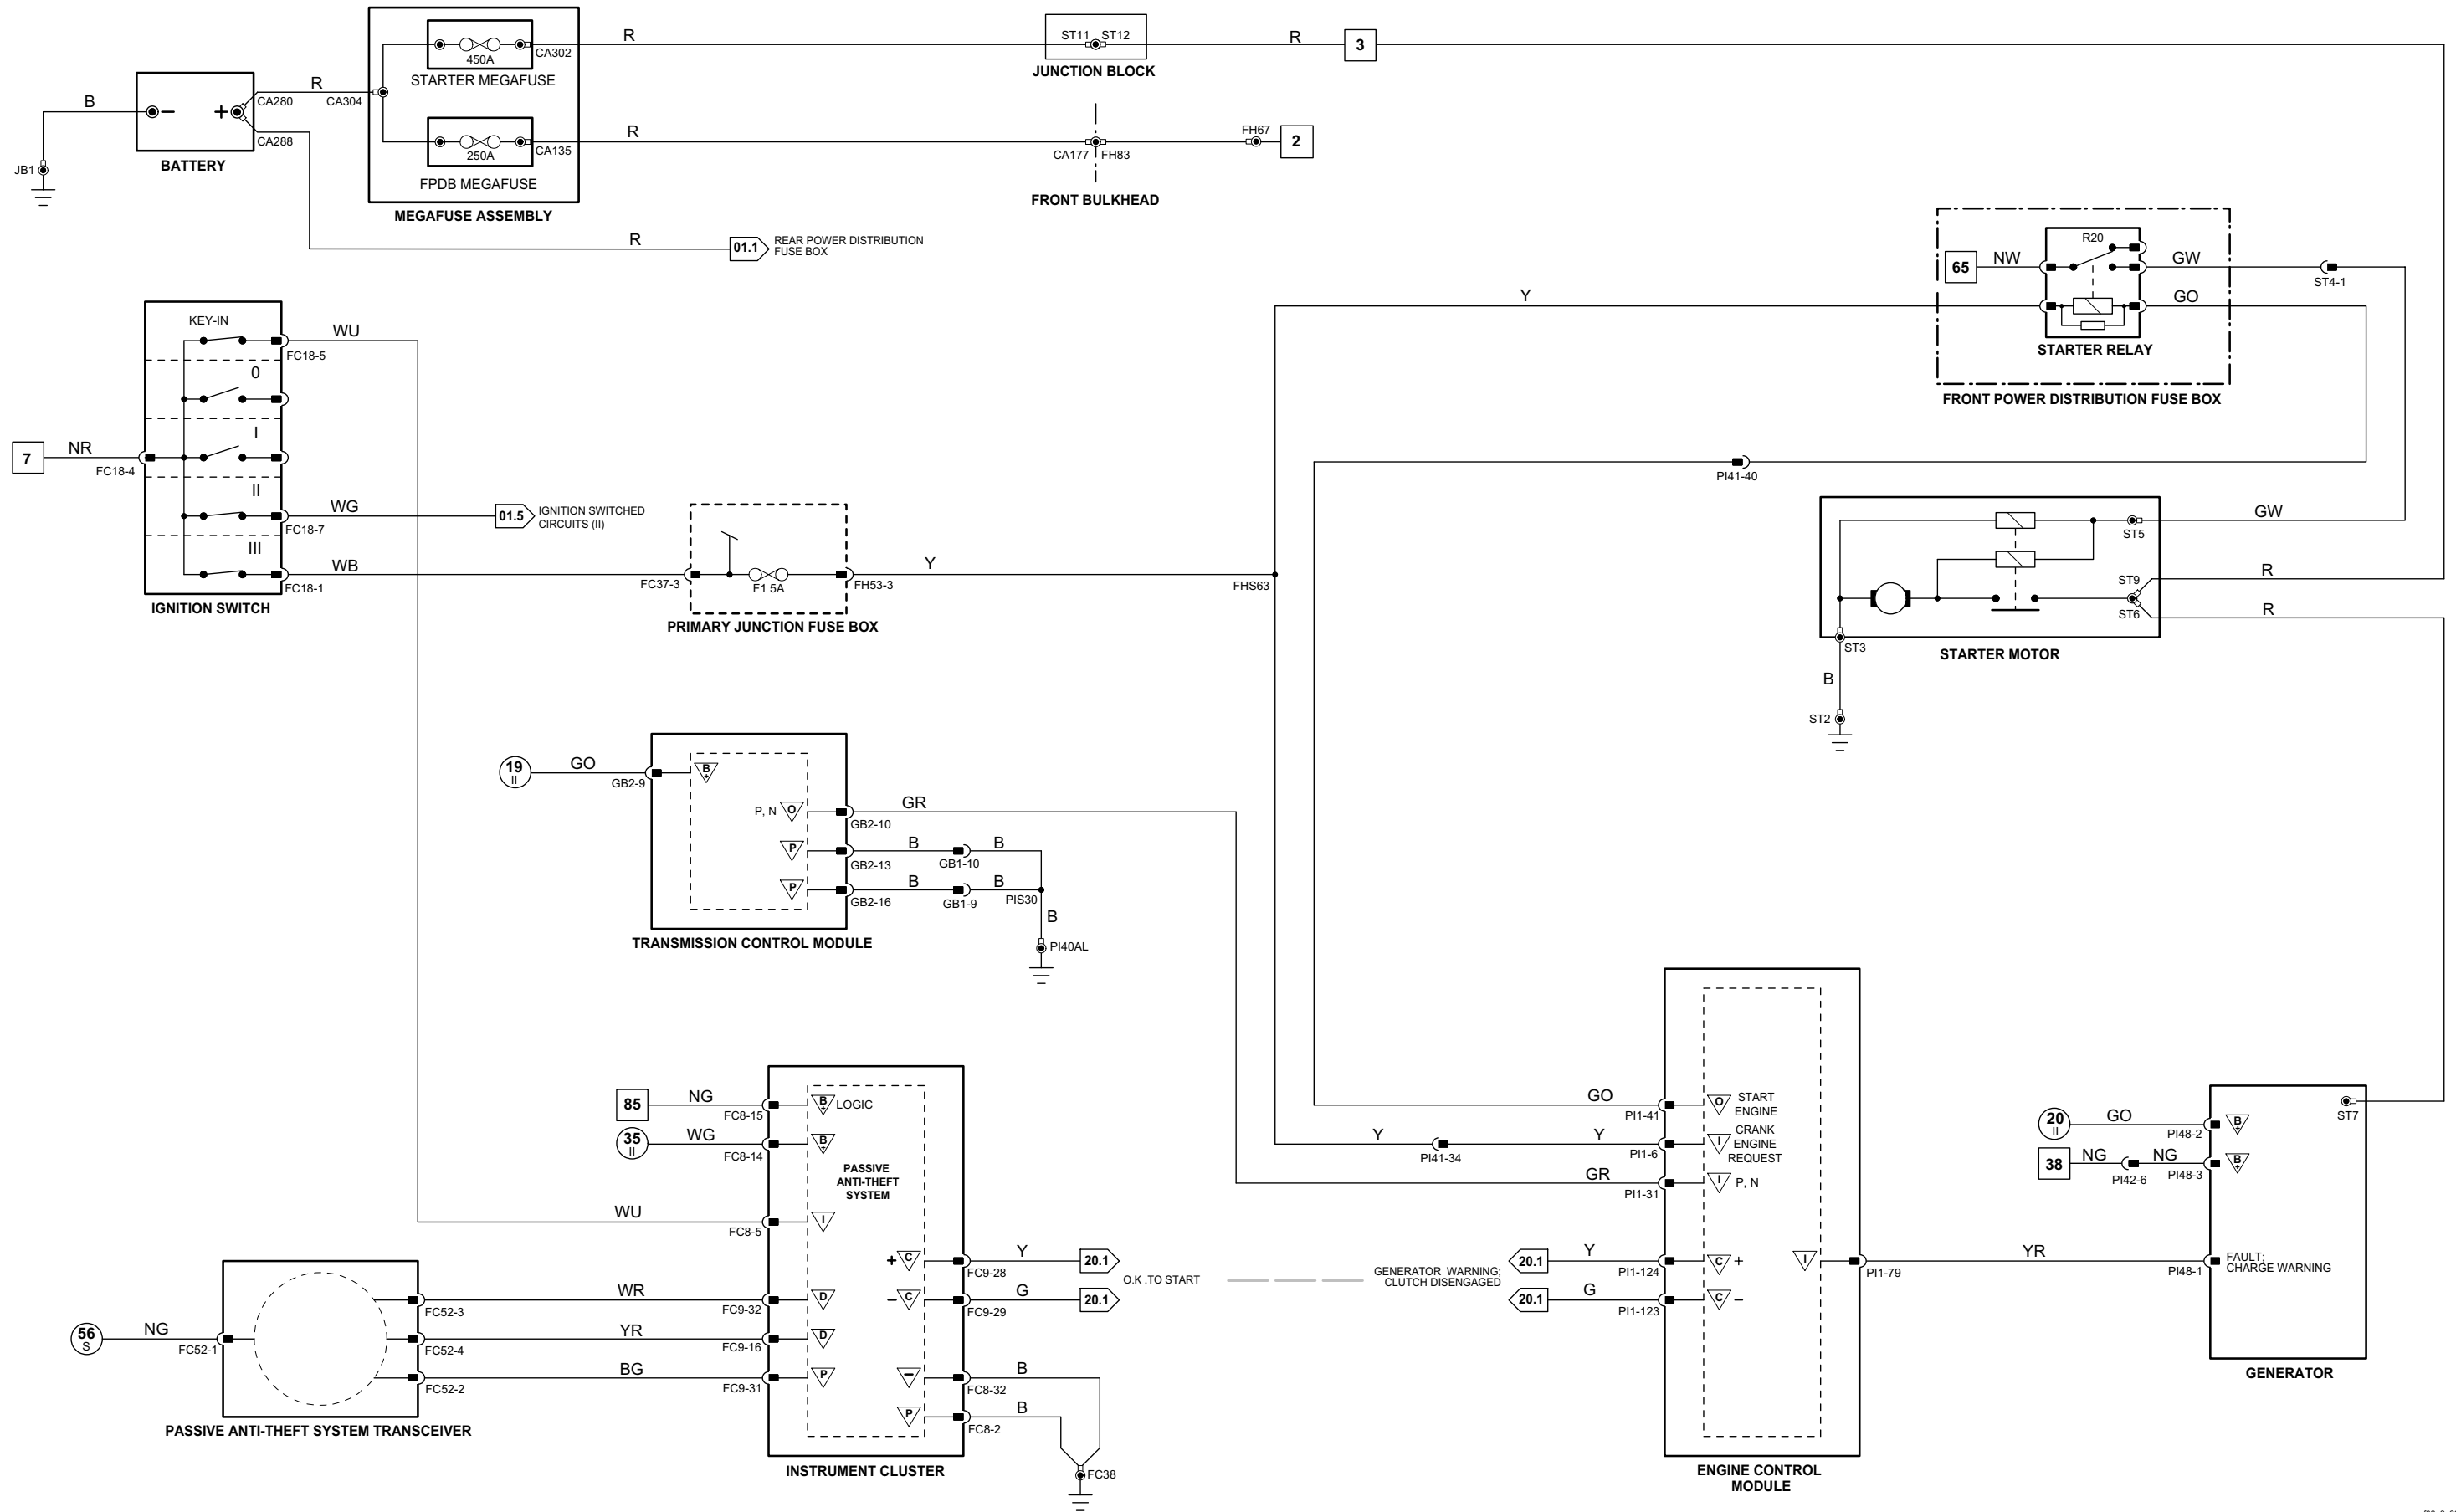 R
ST11 ST12
R
3
450A
CA302
STARTER MEGAFUSE
JUNCTION BLOCK
B
−
+
CA280
R
CA304
CA288
BATTERY
JB1
R
250A
CA135
FPDB MEGAFUSE
MEGAFUSE ASSEMBLY
CA177
FH83
FH67
2
FRONT BULKHEAD
R
01.1
REAR POWER DISTRIBUTION
FUSE BOX
R20
65
NW
GW
ST4-1
Y
GO
STARTER RELAY
FRONT POWER DISTRIBUTION FUSE BOX
KEY-IN
WU
FC18-5
0
I
7
NR
FC18-4
II
WG
FC18-7
01.5
IGNITION SWITCHED
CIRCUITS (II)
III
WB
FC18-1
IGNITION SWITCH
FC37-3
F1 5A
FH53-3
Y
FHS63
PRIMARY JUNCTION FUSE BOX
PI41-40
GW
ST5
ST9
R
ST6
R
ST3
STARTER MOTOR
B
ST2
19
II
GO
GB2-9
B
+
P, N
O
GR
GB2-10
P
B
B
GB2-13
GB1-10
P
B
B
GB2-16
GB1-9
PIS30
B
PI40AL
TRANSMISSION CONTROL MODULE
85
NG
FC8-15
B
+
LOGIC
35
II
WG
FC8-14
B
+
PASSIVE
ANTI-THEFT
SYSTEM
WU
FC8-5
I
+
C
Y
FC9-28
20.1
−
C
G
FC9-29
20.1
O.K .TO START
WR
FC52-3
FC9-32
D
56
S
NG
FC52-1
YR
FC52-4
FC9-16
D
BG
FC52-2
FC9-31
P
−
B
FC8-32
P
B
FC8-2
FC38
PASSIVE ANTI-THEFT SYSTEM TRANSCEIVER
INSTRUMENT CLUSTER
GO
PI1-41
O
START
ENGINE
Y
PI41-34
Y
PI1-6
I
CRANK
ENGINE
REQUEST
GR
PI1-31
I
P, N
GENERATOR WARNING;
CLUTCH DISENGAGED
20.1
Y
PI1-124
C
+
20.1
G
PI1-123
C
−
I
PI1-79
YR
ENGINE CONTROL
MODULE
ST7
20
II
GO
PI48-2
B
+
38
NG
PI42-6
NG
PI48-3
B
+
PI48-1
FAULT;
CHARGE WARNING
GENERATOR